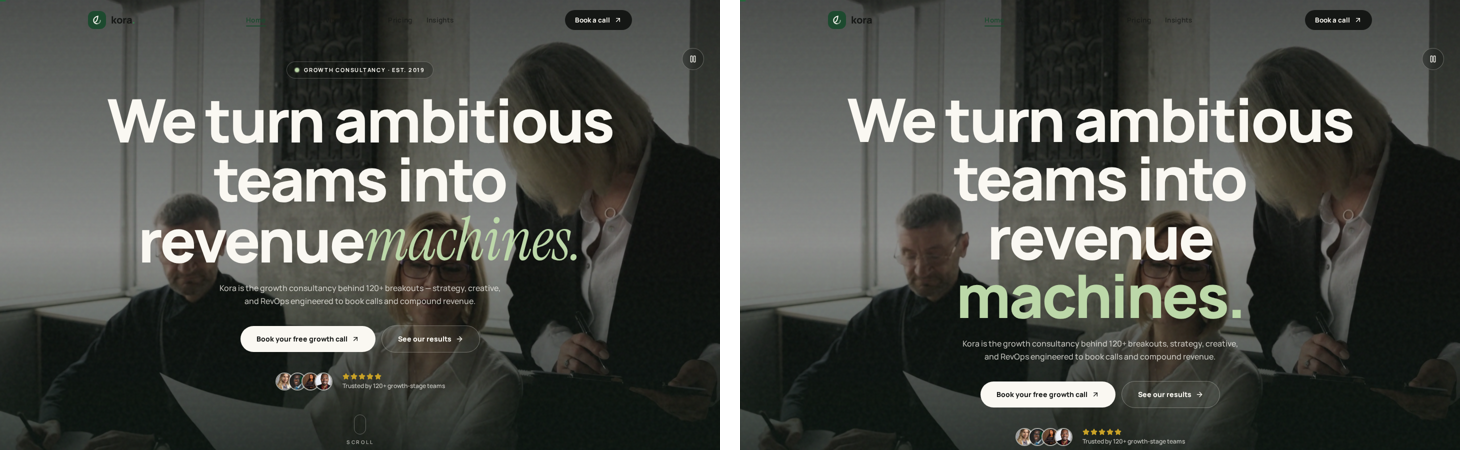 kora
Home
Pricing
Insights
Book a call
GROWTH CONSULTANCY · EST. 2019
We turn ambitious
teams into
revenue machines.
Kora is the growth consultancy behind 120+ breakouts — strategy, creative,
and RevOps engineered to book calls and compound revenue.
Book your free growth call
See our results
Trusted by 120+ growth-stage teams
SCROLL
kora
Home
Pricing
Insights
Book a call
We turn ambitious
teams into
revenue
machines.
Kora is the growth consultancy behind 120+ breakouts, strategy, creative,
and RevOps engineered to book calls and compound revenue.
Book your free growth call
See our results
Trusted by 120+ growth-stage teams